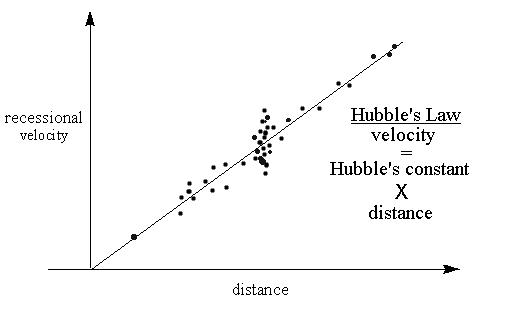 recessional
velocity
Hubble's Law
velocity
=
Hubble's constant
X
distance
distance